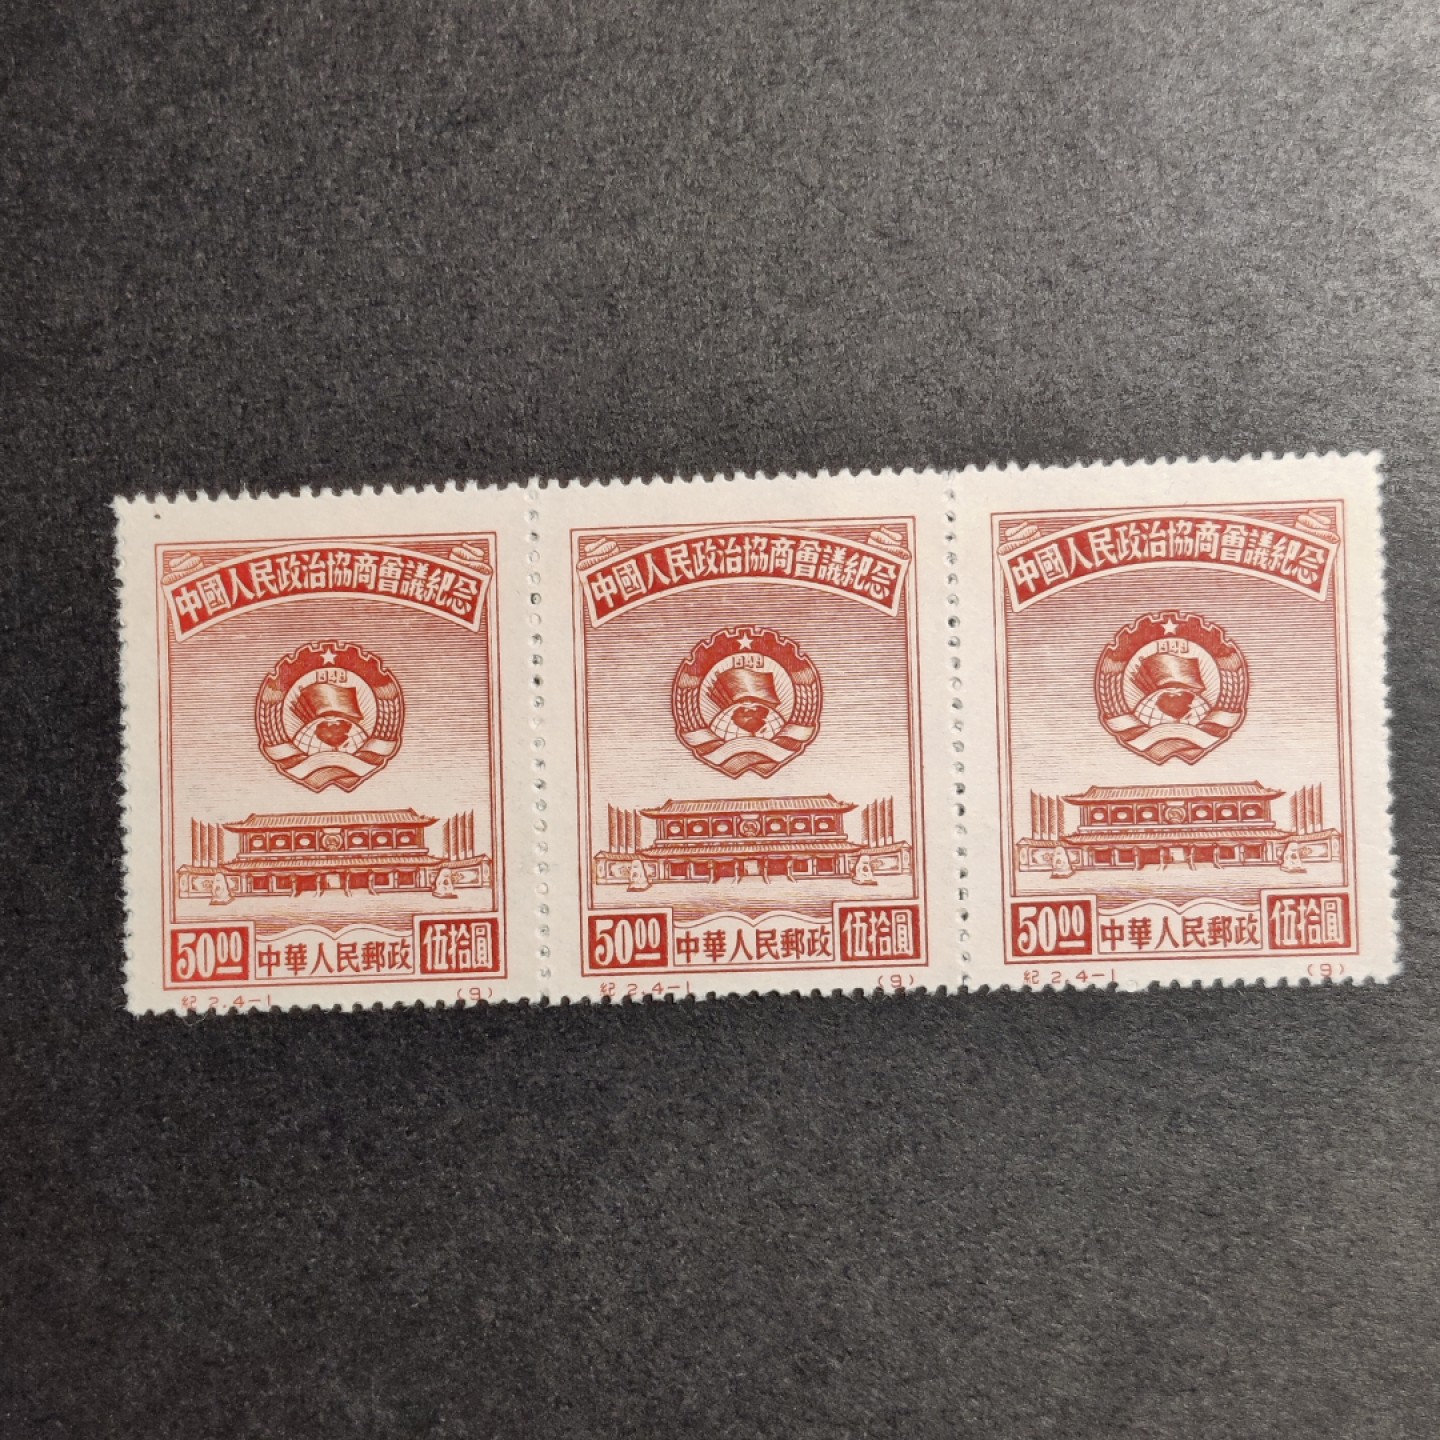 中國人民政治協商會議紀念
1949
50 00 中華人民郵政 伍拾圓
紀 2.4-1 (9)
中國人民政治協商會議紀念
1949
50 00 中華人民郵政 伍拾圓
紀 2.4-1 (9)
中國人民政治協商會議紀念
1949
50 00 中華人民郵政 伍拾圓
紀 2.4-1 (9)